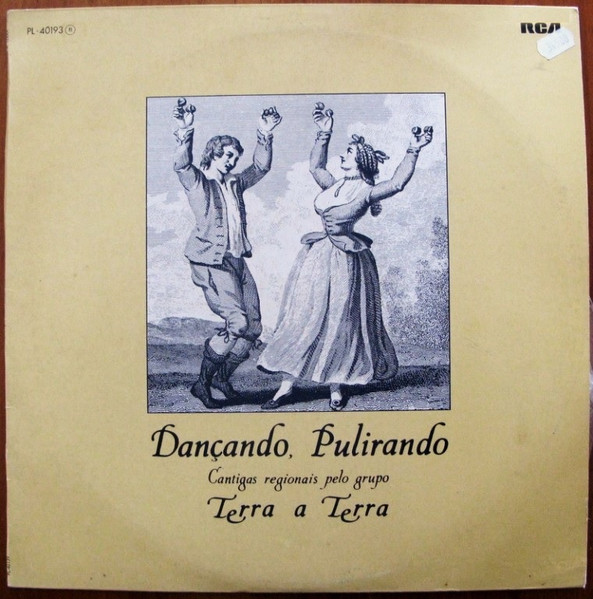 PL-40193 R
RCA
Dançando, Pulirando
Cantigas regionais pelo grupo
Terra a Terra